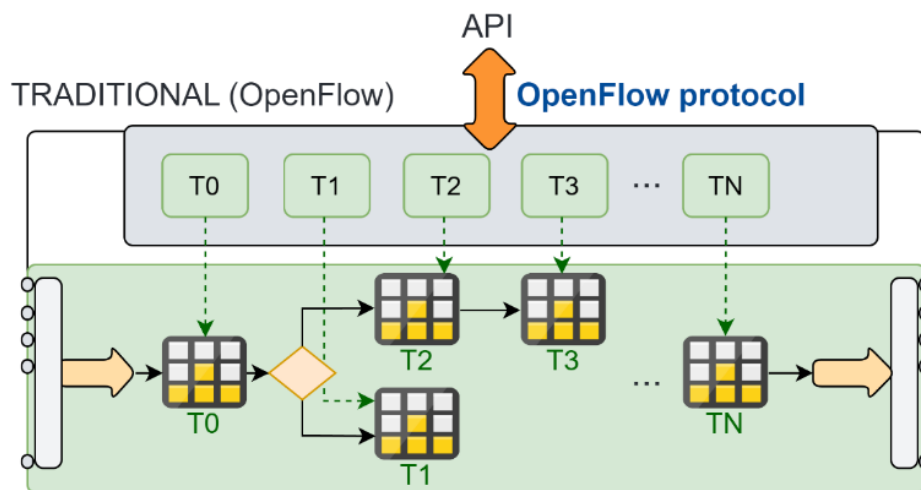 API
TRADITIONAL (OpenFlow)
OpenFlow protocol
T0
T1
T2
T3
...
TN
T2
T3
T0
...
TN
T1